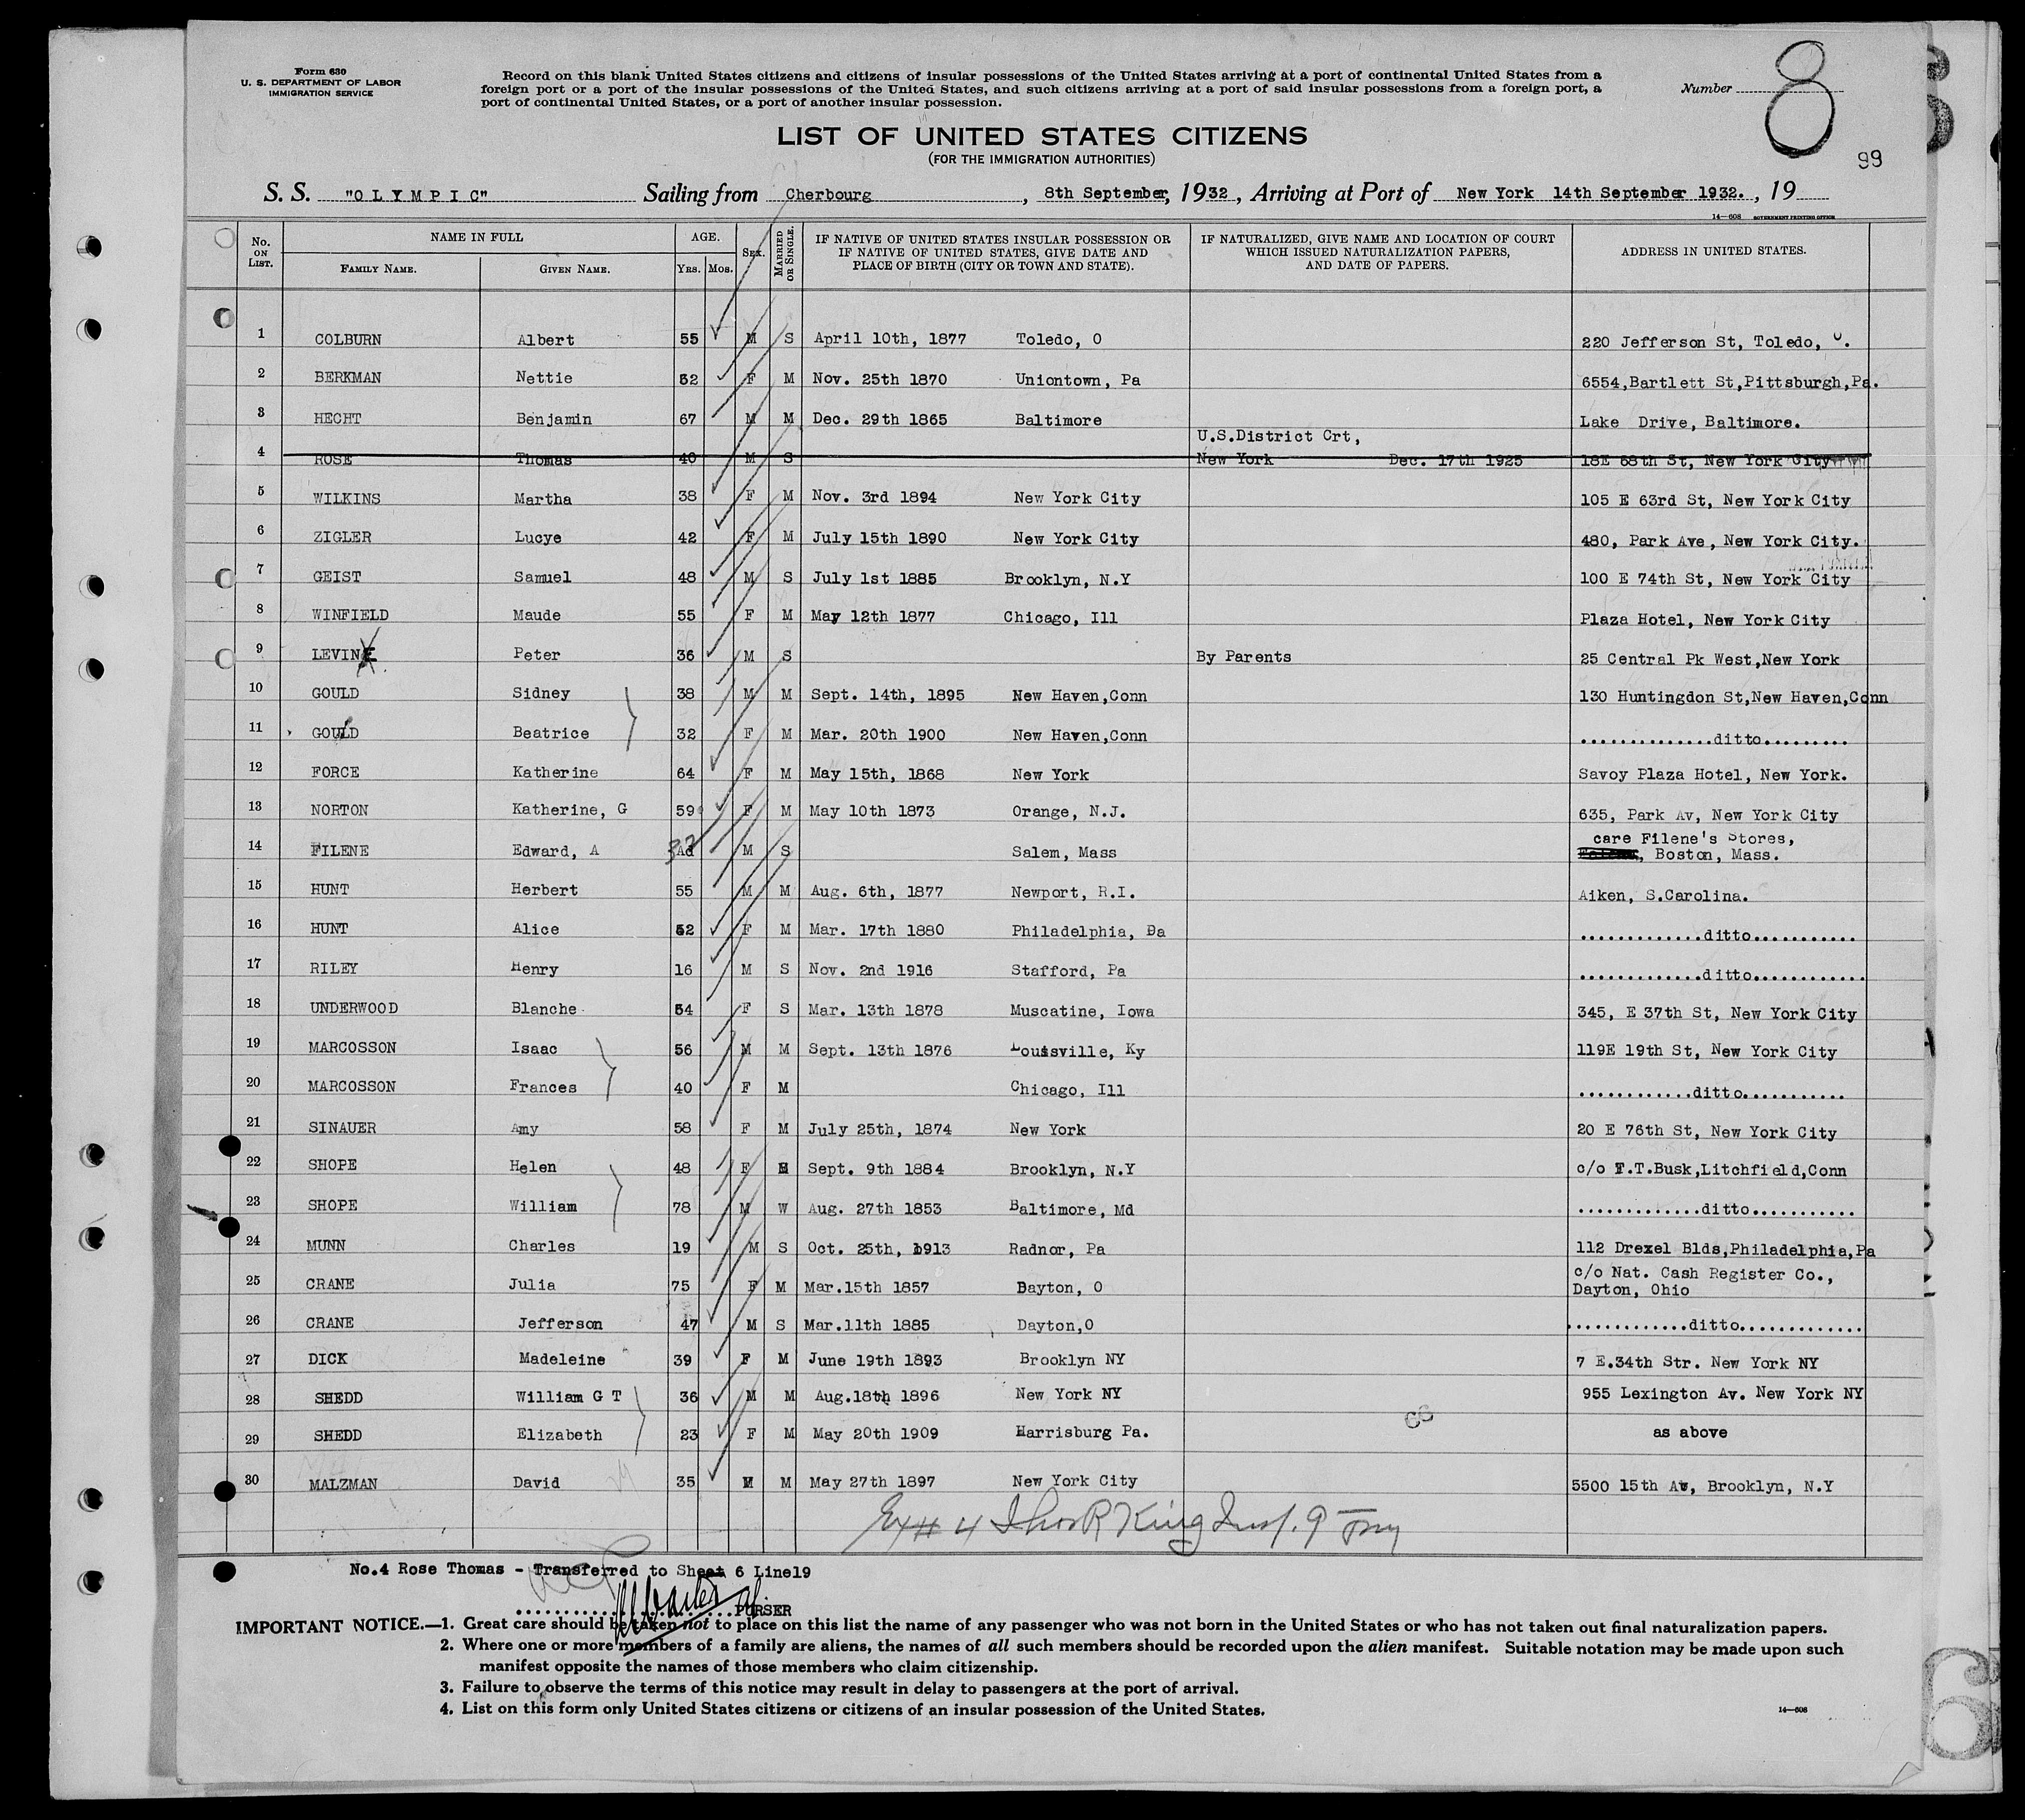 Form 630
U. S. DEPARTMENT OF LABOR
IMMIGRATION SERVICE
Record on this blank United States citizens and citizens of insular possessions of the United States arriving at a port of continental United States from a
foreign port or a port of the insular possessions of the United States, and such citizens arriving at a port of said insular possessions from a foreign port, a
port of continental United States, or a port of another insular possession.
Number 8
99
LIST OF UNITED STATES CITIZENS
(FOR THE IMMIGRATION AUTHORITIES)
S. S. "OLYMPIC" Sailing from Cherbourg, 8th September, 1932, Arriving at Port of New York 14th September 1932., 19
14—608 GOVERNMENT PRINTING OFFICE
No. ON LIST. NAME IN FULL FAMILY NAME. GIVEN NAME. AGE. YRS. MOS. SEX. MARRIED OR SINGLE. IF NATIVE OF UNITED STATES INSULAR POSSESSION OR IF NATIVE OF UNITED STATES, GIVE DATE AND PLACE OF BIRTH (CITY OR TOWN AND STATE). IF NATURALIZED, GIVE NAME AND LOCATION OF COURT WHICH ISSUED NATURALIZATION PAPERS, AND DATE OF PAPERS. ADDRESS IN UNITED STATES.
1 COLBURN Albert 55 M S April 10th, 1877 Toledo, O 220 Jefferson St, Toledo, O.
2 BERKMAN Nettie 52 F M Nov. 25th 1870 Uniontown, Pa 6554,Bartlett St,Pittsburgh,Pa.
3 HECHT Benjamin 67 M M Dec. 29th 1865 Baltimore Lake Drive, Baltimore.
4 ROSE Thomas 40 M S U.S.District Crt, New York Dec. 17th 1925 18E 68th St, New York City
5 WILKINS Martha 38 F M Nov. 3rd 1894 New York City 105 E 63rd St, New York City
6 ZIGLER Lucye 42 F M July 15th 1890 New York City 480, Park Ave, New York City.
7 GEIST Samuel 48 M S July 1st 1885 Brooklyn, N.Y 100 E 74th St, New York City
8 WINFIELD Maude 55 F M May 12th 1877 Chicago, Ill Plaza Hotel, New York City
9 LEVINE Peter 36 M S By Parents 25 Central Pk West,New York
10 GOULD Sidney 38 M M Sept. 14th, 1895 New Haven,Conn 130 Huntingdon St,New Haven,Conn
11 GOULD Beatrice 32 F M Mar. 20th 1900 New Haven,Conn ...............ditto.........
12 FORCE Katherine 64 F M May 15th, 1868 New York Savoy Plaza Hotel, New York.
13 NORTON Katherine, G 59 F M May 10th 1873 Orange, N.J. 635, Park Av, New York City
14 FILENE Edward, A Ad M S Salem, Mass care Filene's Stores, , Boston, Mass.
15 HUNT Herbert 55 M M Aug. 6th, 1877 Newport, R.I. Aiken, S.Carolina.
16 HUNT Alice 52 F M Mar. 17th 1880 Philadelphia, Pa .............ditto...........
17 RILEY Henry 16 M S Nov. 2nd 1916 Stafford, Pa .............ditto............
18 UNDERWOOD Blanche 54 F S Mar. 13th 1878 Muscatine, Iowa 345, E 37th St, New York City
19 MARCOSSON Isaac 56 M M Sept. 13th 1876 Louisville, Ky 119E 19th St, New York City
20 MARCOSSON Frances 40 F M Chicago, Ill ............ditto...........
21 SINAUER Amy 58 F M July 25th, 1874 New York 20 E 76th St, New York City
22 SHOPE Helen 48 F Sept. 9th 1884 Brooklyn, N.Y c/o T.T.Busk,Litchfield,Conn
23 SHOPE William 78 M W Aug. 27th 1853 Baltimore, Md .............ditto...........
24 MUNN Charles 19 M S Oct. 25th, 1913 Radnor, Pa 112 Drexel Blds,Philadelphia,Pa
25 CRANE Julia 75 F M Mar.15th 1857 Dayton, O c/o Nat. Cash Register Co., Dayton, Ohio
26 CRANE Jefferson 47 M S Mar.11th 1885 Dayton,O .............ditto.............
27 DICK Madeleine 39 F M June 19th 1893 Brooklyn NY 7 E.34th Str. New York NY
28 SHEDD William G T 36 M M Aug.18th 1896 New York NY 955 Lexington Av. New York NY
29 SHEDD Elizabeth 23 F M May 20th 1909 Harrisburg Pa. as above
30 MALZMAN David 35 M M May 27th 1897 New York City 5500 15th Av, Brooklyn, N.Y
Ex # 4 Thos R King Insp.
No.4 Rose Thomas - Transferred to Sheet 6 Line19
PURSER
IMPORTANT NOTICE.—1. Great care should be taken not to place on this list the name of any passenger who was not born in the United States or who has not taken out final naturalization papers.
2. Where one or more members of a family are aliens, the names of all such members should be recorded upon the alien manifest. Suitable notation may be made upon such
manifest opposite the names of those members who claim citizenship.
3. Failure to observe the terms of this notice may result in delay to passengers at the port of arrival.
4. List on this form only United States citizens or citizens of an insular possession of the United States.
14—608